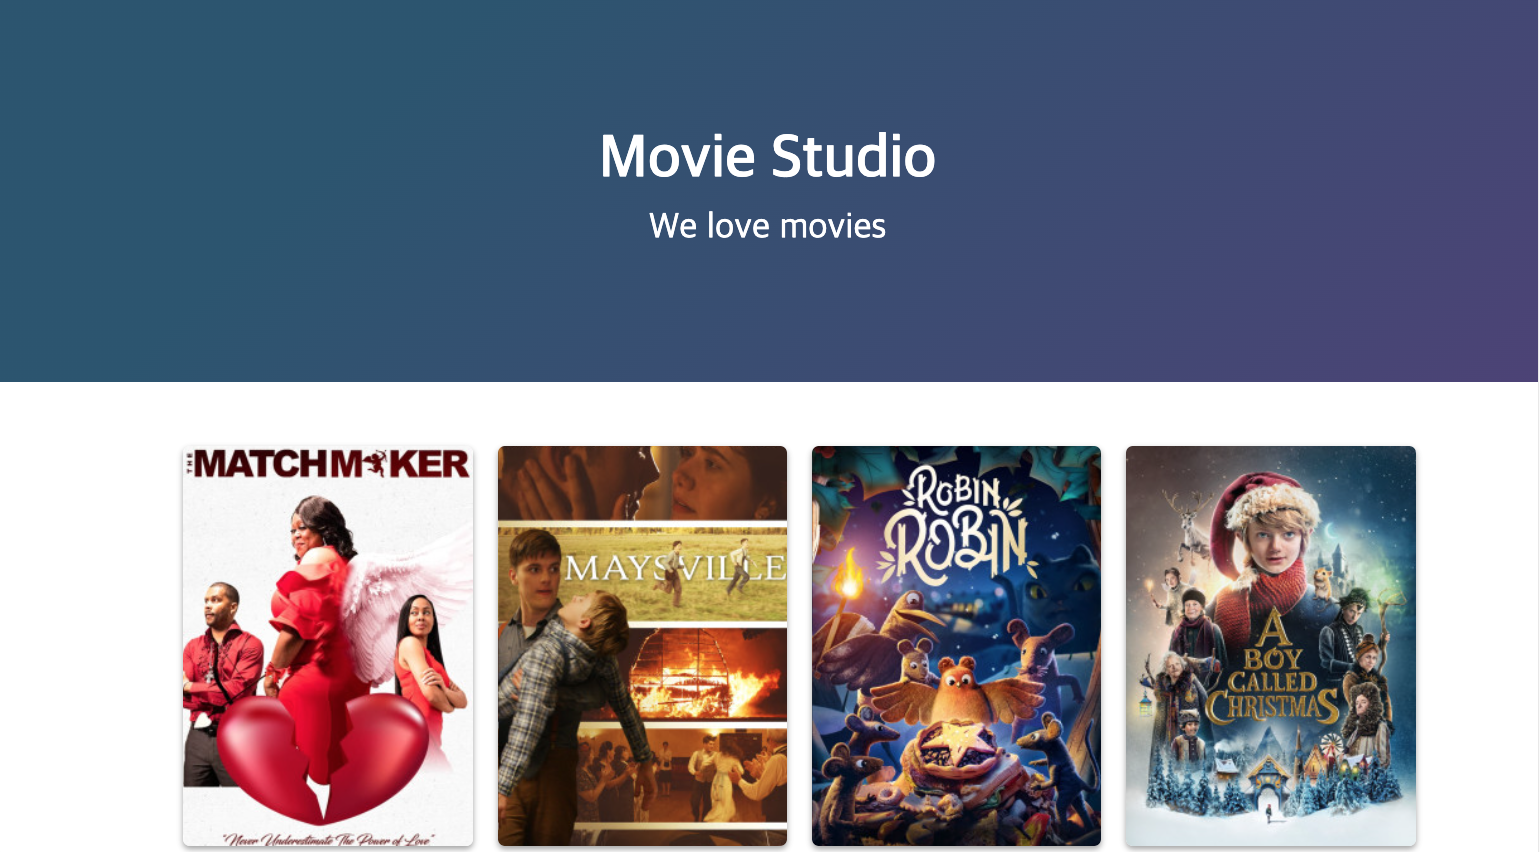 Movie Studio
We love movies
THE MATCHMAKER
"Never Underestimate The Power of Love"
MAYSVILLE
ROBIN
ROBIN
A
BOY
CALLED
CHRISTMAS